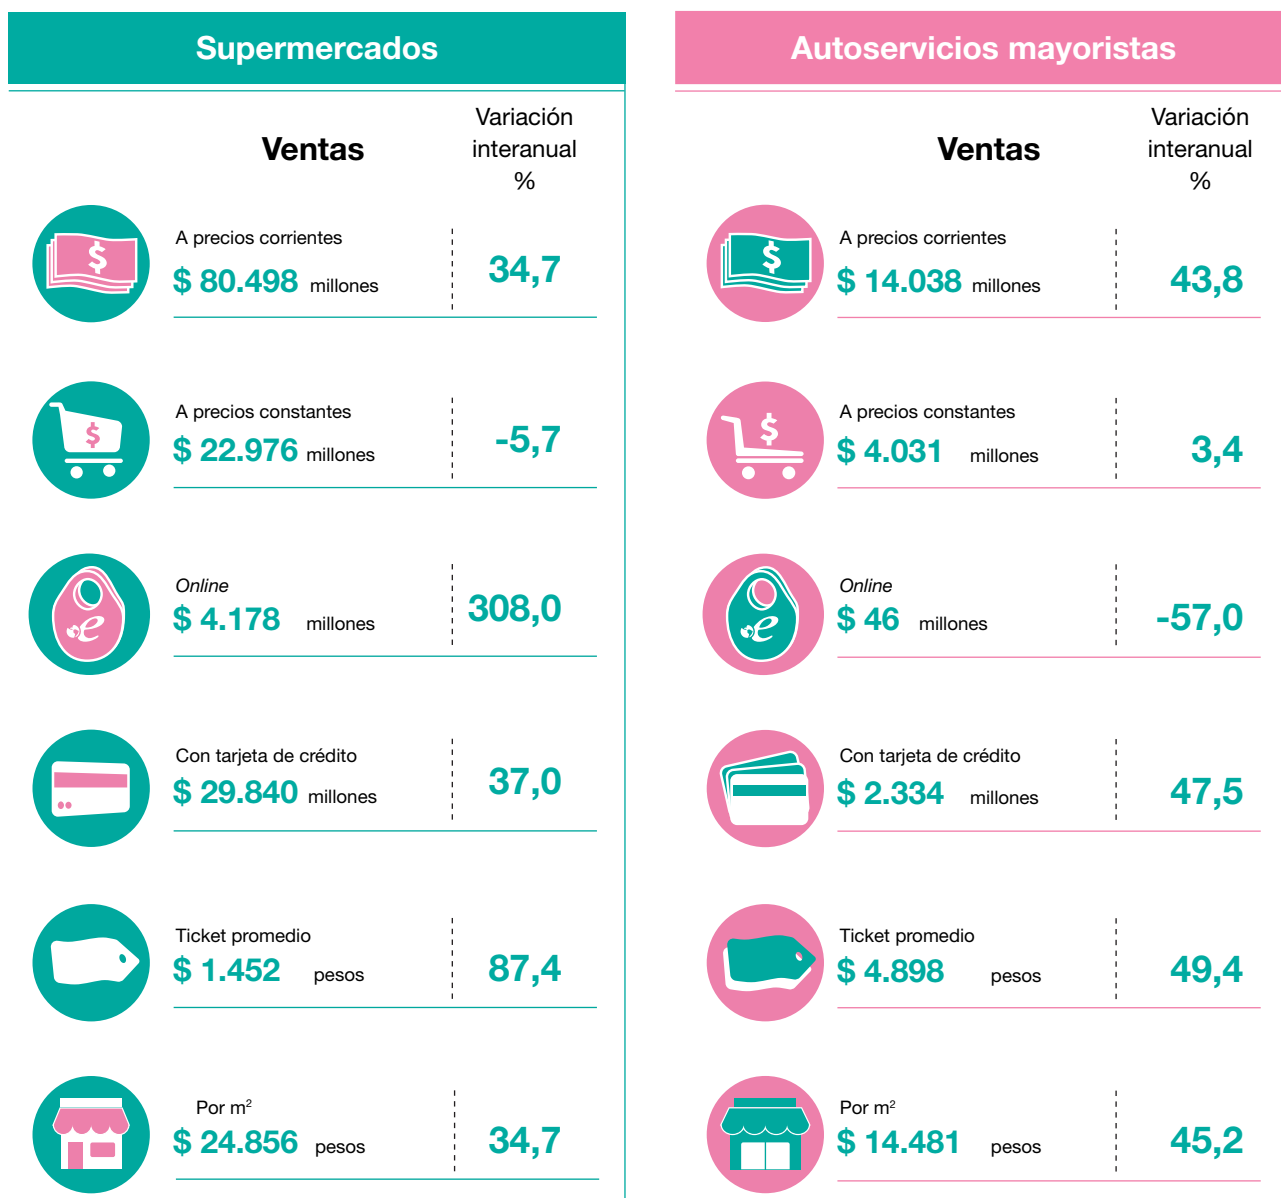 Supermercados
Ventas
Variación
interanual
%
A precios corrientes
$ 80.498 millones
34,7
A precios constantes
$ 22.976 millones
-5,7
Online
$ 4.178 millones
308,0
Con tarjeta de crédito
$ 29.840 millones
37,0
Ticket promedio
$ 1.452 pesos
87,4
Por m²
$ 24.856 pesos
34,7
Autoservicios mayoristas
Ventas
Variación
interanual
%
A precios corrientes
$ 14.038 millones
43,8
A precios constantes
$ 4.031 millones
3,4
Online
$ 46 millones
-57,0
Con tarjeta de crédito
$ 2.334 millones
47,5
Ticket promedio
$ 4.898 pesos
49,4
Por m²
$ 14.481 pesos
45,2